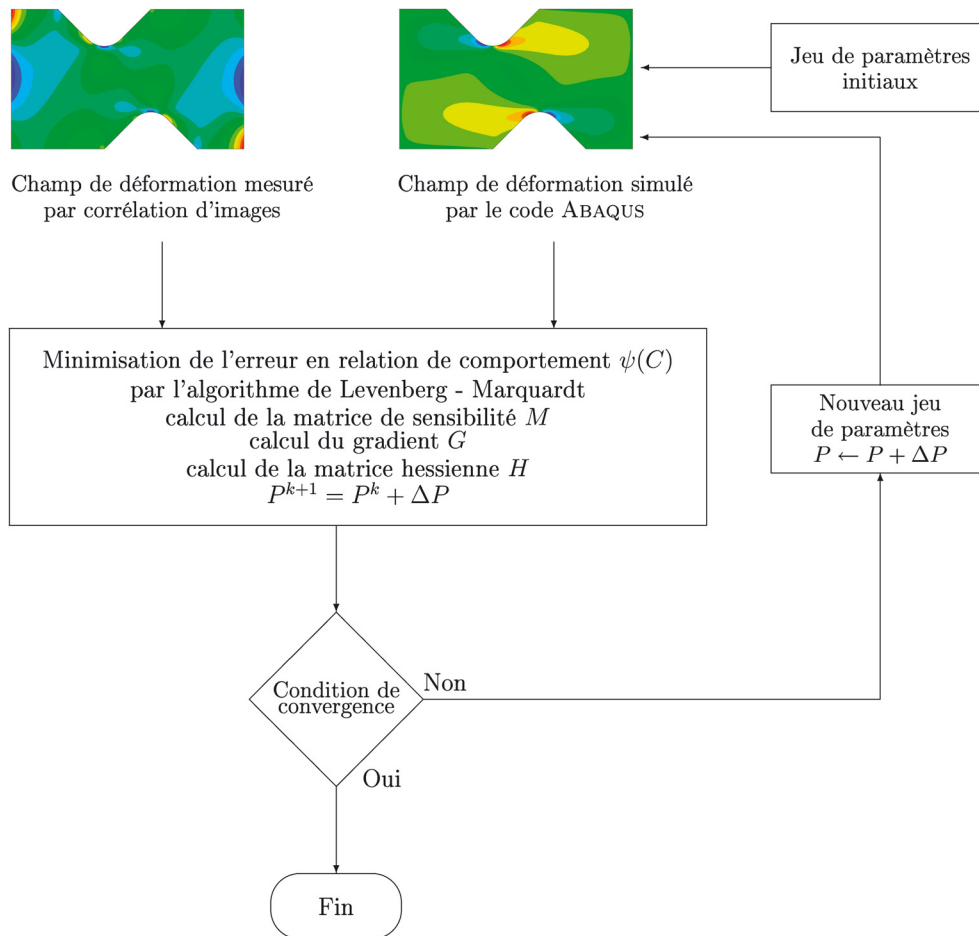 Jeu de paramètres
initiaux
Champ de déformation mesuré
par corrélation d'images
Champ de déformation simulé
par le code ABAQUS
Minimisation de l'erreur en relation de comportement ψ(C)
par l'algorithme de Levenberg - Marquardt
calcul de la matrice de sensibilité M
calcul du gradient G
calcul de la matrice hessienne H
P^{k+1} = P^k + ΔP
Nouveau jeu
de paramètres
P ← P + ΔP
Condition de
convergence
Non
Oui
Fin